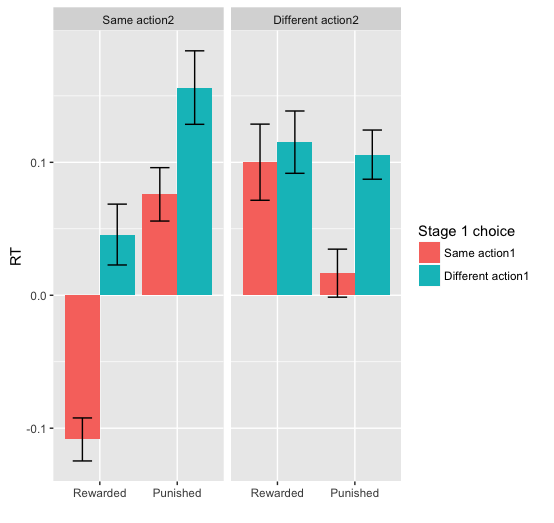 Same action2
Different action2
RT
0.1
0.0
-0.1
Rewarded
Punished
Rewarded
Punished
Stage 1 choice
Same action1
Different action1